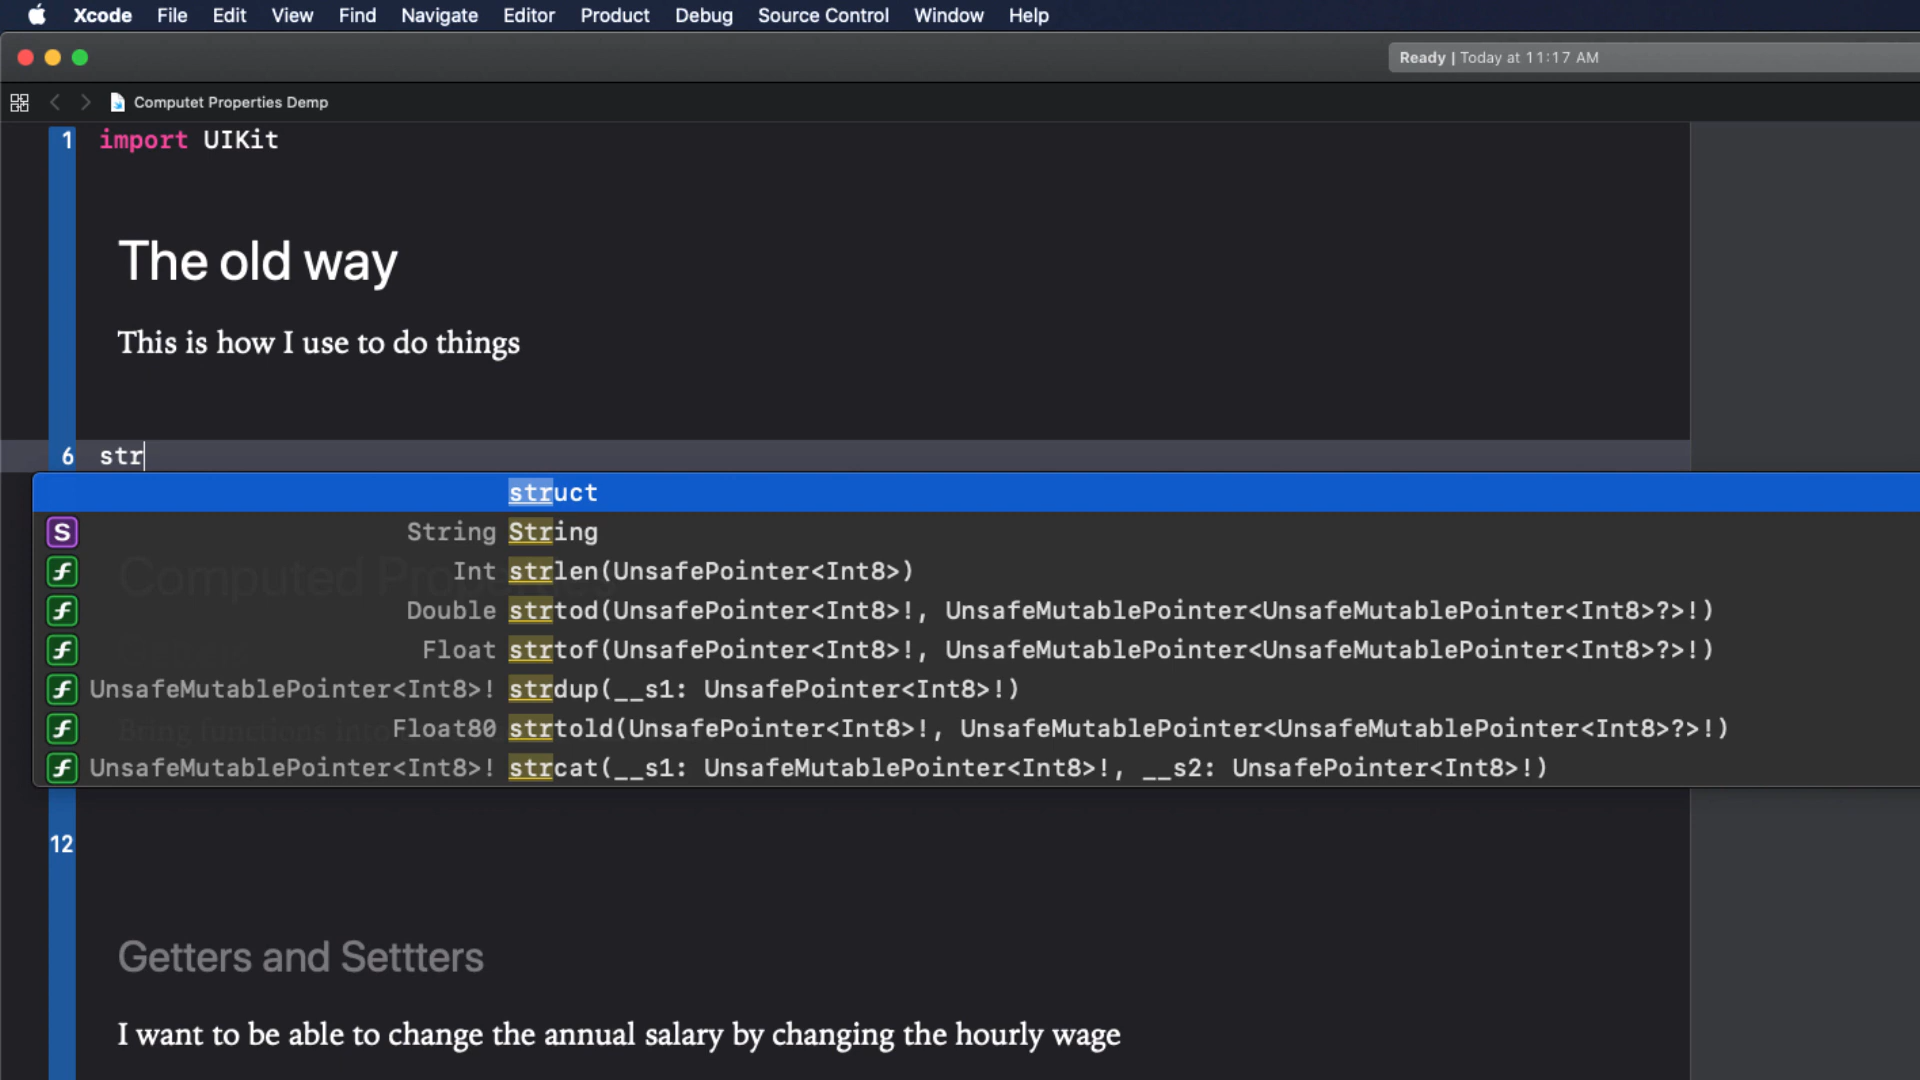 Xcode File Edit View Find Navigate Editor Product Debug Source Control Window Help
Ready | Today at 11:17 AM
Computet Properties Demp
1 import UIKit
The old way
This is how I use to do things
6 str
struct
S String String
f Int strlen(UnsafePointer<Int8>)
f Double strtod(UnsafePointer<Int8>!, UnsafeMutablePointer<UnsafeMutablePointer<Int8>?>!)
f Float strtof(UnsafePointer<Int8>!, UnsafeMutablePointer<UnsafeMutablePointer<Int8>?>!)
f UnsafeMutablePointer<Int8>! strdup(__s1: UnsafePointer<Int8>!)
f Float80 strtold(UnsafePointer<Int8>!, UnsafeMutablePointer<UnsafeMutablePointer<Int8>?>!)
f UnsafeMutablePointer<Int8>! strcat(__s1: UnsafeMutablePointer<Int8>!, __s2: UnsafePointer<Int8>!)
Computed
Bring functions into
12
Getters and Settters
I want to be able to change the annual salary by changing the hourly wage